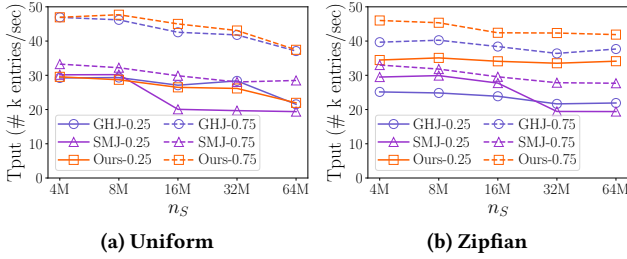 Tput (# k entries/sec)
50
40
30
20
10
0
GHJ-0.25
SMJ-0.25
Ours-0.25
GHJ-0.75
SMJ-0.75
Ours-0.75
4M 8M 16M 32M 64M
n_S
(a) Uniform
Tput (# k entries/sec)
50
40
30
20
10
0
GHJ-0.25
SMJ-0.25
Ours-0.25
GHJ-0.75
SMJ-0.75
Ours-0.75
4M 8M 16M 32M 64M
n_S
(b) Zipfian